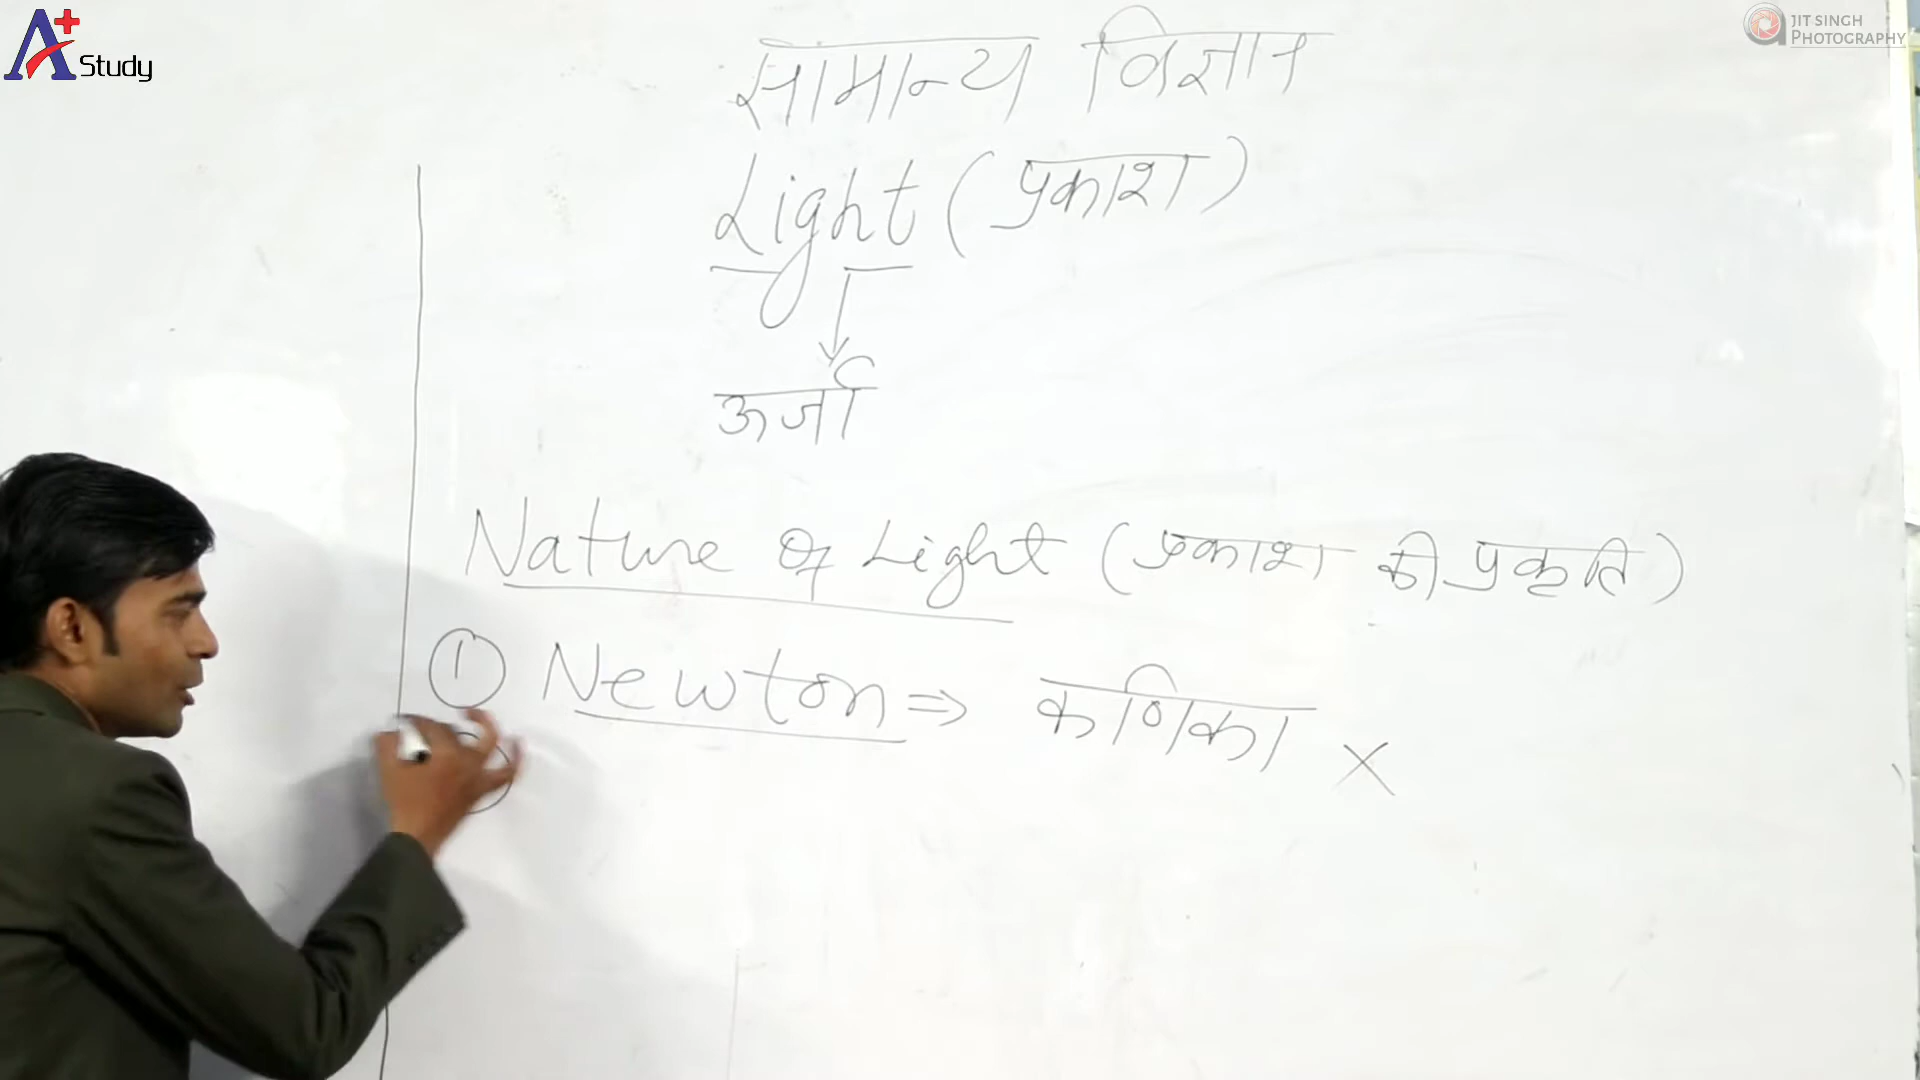 A+ Study
JIT SINGH
PHOTOGRAPHY
सामान्य विज्ञान
Light (प्रकाश)
ऊर्जा
Nature of Light (प्रकाश की प्रकृति)
① Newton ⇒ कणिका ×